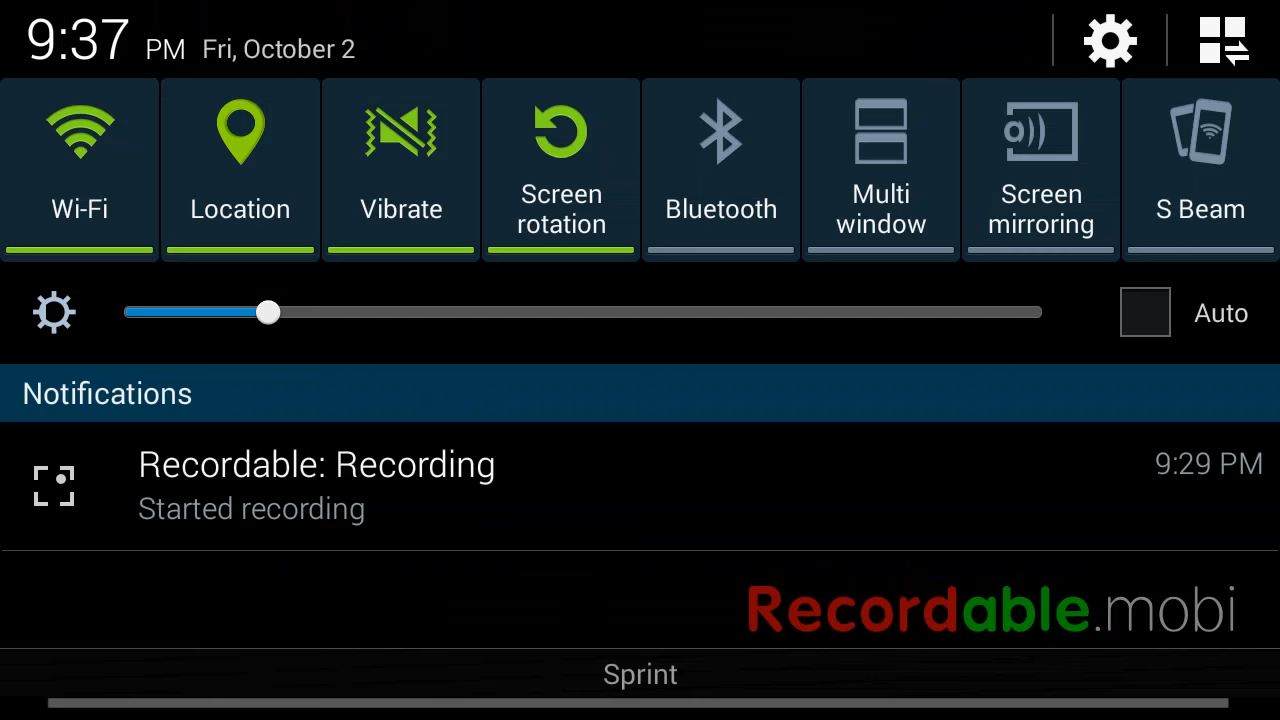 9:37 PM Fri, October 2
Wi-Fi
Location
Vibrate
Screen
rotation
Bluetooth
Multi
window
Screen
mirroring
S Beam
Auto
Notifications
Recordable: Recording
9:29 PM
Started recording
Recordable.mobi
Sprint